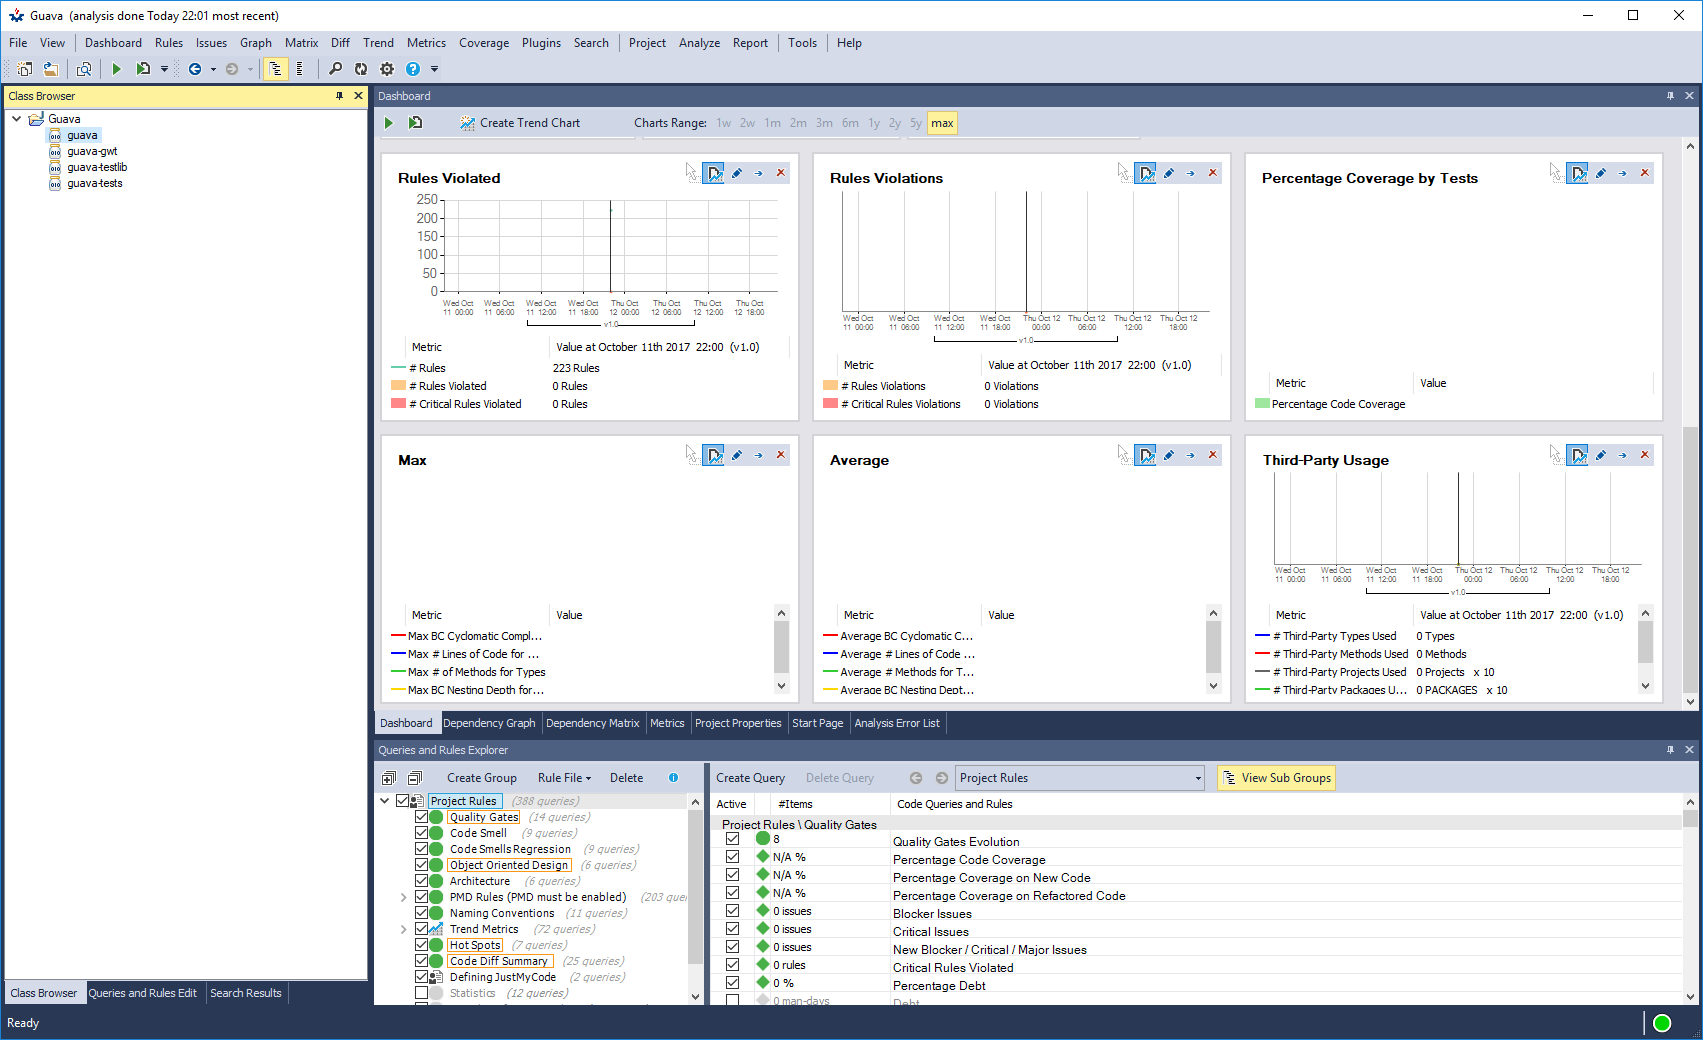 Guava  (analysis done Today 22:01 most recent)
File View Dashboard Rules Issues Graph Matrix Diff Trend Metrics Coverage Plugins Search Project Analyze Report Tools Help
Class Browser
Guava
guava
guava-gwt
guava-testlib
guava-tests
Dashboard
Create Trend Chart Charts Range: 1w 2w 1m 2m 3m 6m 1y 2y 5y max
Rules Violated
250
200
150
100
50
0
Wed Oct 11 00:00 Wed Oct 11 06:00 Wed Oct 11 12:00 Wed Oct 11 18:00 Thu Oct 12 00:00 Thu Oct 12 06:00 Thu Oct 12 12:00 Thu Oct 12 18:00
v1.0
Metric Value at October 11th 2017 22:00 (v1.0)
# Rules 223 Rules
# Rules Violated 0 Rules
# Critical Rules Violated 0 Rules
Rules Violations
Wed Oct 11 00:00 Wed Oct 11 06:00 Wed Oct 11 12:00 Wed Oct 11 18:00 Thu Oct 12 00:00 Thu Oct 12 06:00 Thu Oct 12 12:00 Thu Oct 12 18:00
v1.0
Metric Value at October 11th 2017 22:00 (v1.0)
# Rules Violations 0 Violations
# Critical Rules Violations 0 Violations
Percentage Coverage by Tests
Metric Value
Percentage Code Coverage
Max
Metric Value
Max BC Cyclomatic Compl...
Max # Lines of Code for ...
Max # of Methods for Types
Max BC Nesting Depth for...
Average
Metric Value
Average BC Cyclomatic C...
Average # Lines of Code ...
Average # Methods for T...
Average BC Nesting Dept...
Third-Party Usage
Wed Oct 11 00:00 Wed Oct 11 06:00 Wed Oct 11 12:00 Wed Oct 11 18:00 Thu Oct 12 00:00 Thu Oct 12 06:00 Thu Oct 12 12:00 Thu Oct 12 18:00
v1.0
Metric Value at October 11th 2017 22:00 (v1.0)
# Third-Party Types Used 0 Types
# Third-Party Methods Used 0 Methods
# Third-Party Projects Used 0 Projects x 10
# Third-Party Packages U... 0 PACKAGES x 10
Dashboard Dependency Graph Dependency Matrix Metrics Project Properties Start Page Analysis Error List
Queries and Rules Explorer
Create Group Rule File Delete
Project Rules (388 queries)
Quality Gates (14 queries)
Code Smell (9 queries)
Code Smells Regression (9 queries)
Object Oriented Design (6 queries)
Architecture (6 queries)
PMD Rules (PMD must be enabled) (203 quer
Naming Conventions (11 queries)
Trend Metrics (72 queries)
Hot Spots (7 queries)
Code Diff Summary (25 queries)
Defining JustMyCode (2 queries)
Statistics (12 queries)
Create Query Delete Query Project Rules View Sub Groups
Active #Items Code Queries and Rules
Project Rules \ Quality Gates
8 Quality Gates Evolution
N/A % Percentage Code Coverage
N/A % Percentage Coverage on New Code
N/A % Percentage Coverage on Refactored Code
0 issues Blocker Issues
0 issues Critical Issues
0 issues New Blocker / Critical / Major Issues
0 rules Critical Rules Violated
0 % Percentage Debt
0 man-days Debt
Class Browser Queries and Rules Edit Search Results
Ready